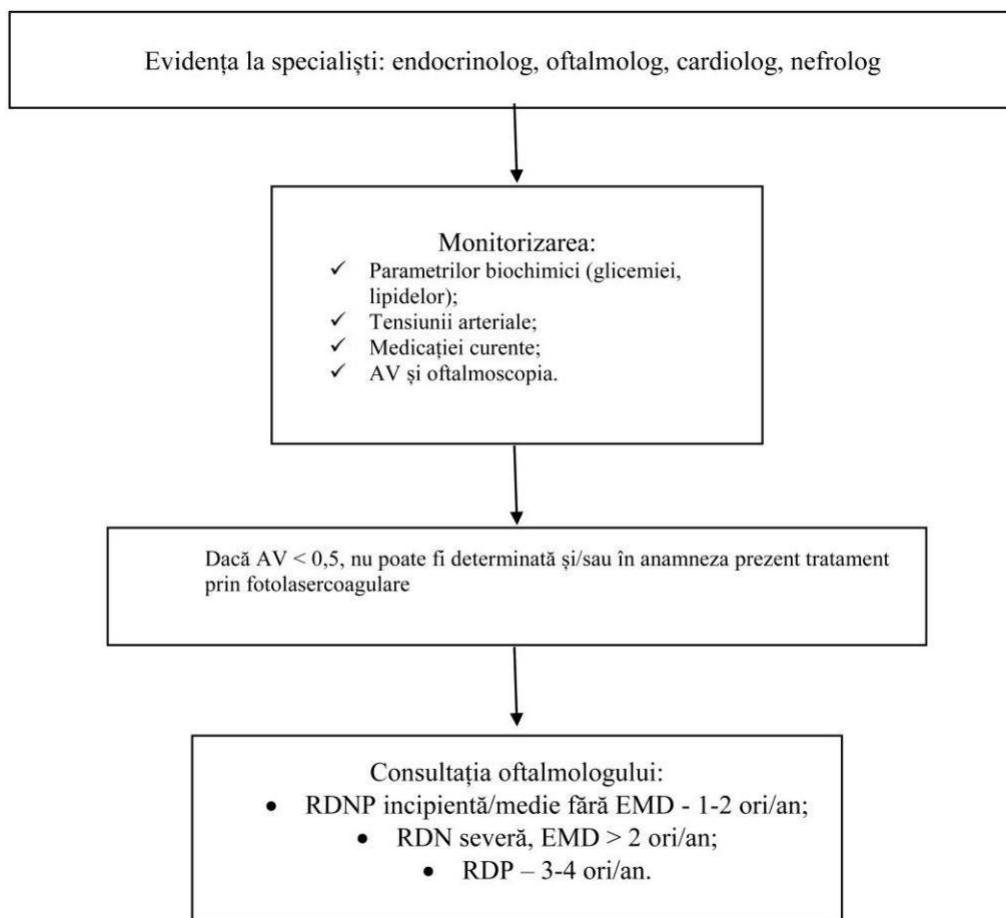 Evidența la specialiști: endocrinolog, oftalmolog, cardiolog, nefrolog
Monitorizarea:
✓ Parametrilor biochimici (glicemiei,
lipidelor);
✓ Tensiunii arteriale;
✓ Medicației curente;
✓ AV și oftalmoscopia.
Dacă AV < 0,5, nu poate fi determinată și/sau în anamneza prezent tratament
prin fotolasercoagulare
Consultația oftalmologului:
• RDNP incipientă/medie fără EMD - 1-2 ori/an;
• RDN severă, EMD > 2 ori/an;
• RDP – 3-4 ori/an.